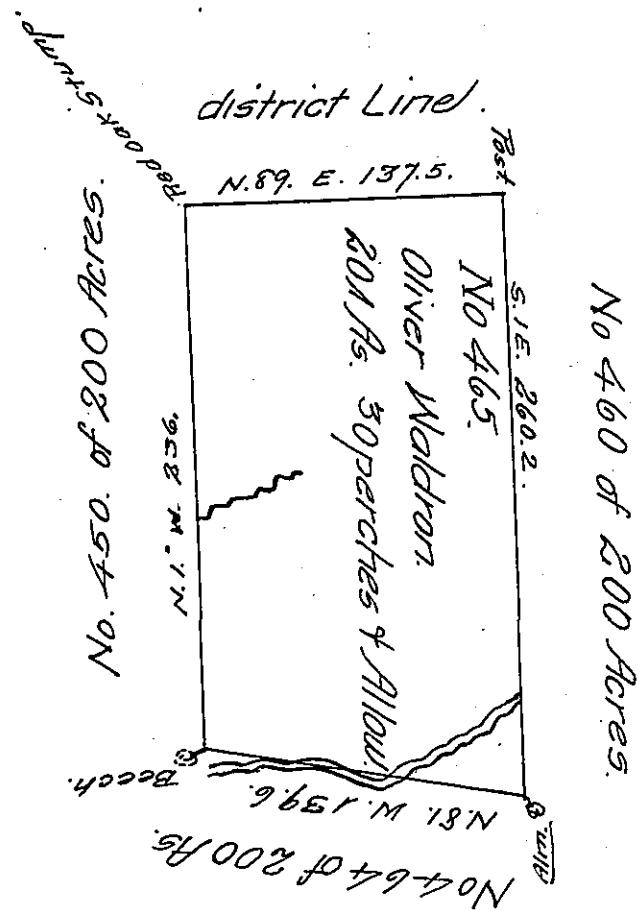 district Line.
Red oak Stump.
N.89. E. 137.5.
Post
No 460 of 200 Acres.
S.1E. 260.2.
No 465.
Oliver Waldron.
201 As. 30 perches & Allow.
No. 450. of 200 Acres.
N.1.° W. 236.
Beech.
N.81. W. 139.6.
Elm.
No 464 of 200 As.